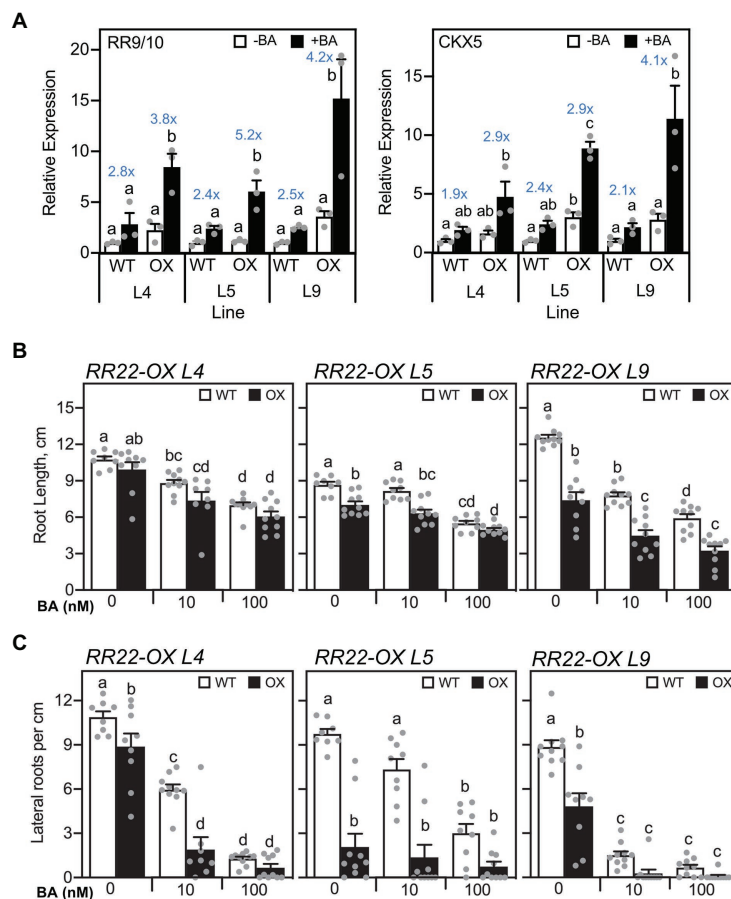 A
RR9/10
-BA +BA
Relative Expression
20
15
10
5
0
2.8x
3.8x
2.4x
5.2x
2.5x
4.2x
a a a b a a a b a a a b
WT OX WT OX WT OX
L4 L5 L9
Line
CKX5
-BA +BA
Relative Expression
20
15
10
5
0
1.9x
2.9x
2.4x
2.9x
2.1x
4.1x
a ab ab b a ab b c a a a b
WT OX WT OX WT OX
L4 L5 L9
Line
B
RR22-OX L4
WT OX
Root Length, cm
15
12
9
6
3
0
a ab bc cd d d
BA (nM) 0 10 100
RR22-OX L5
WT OX
a b a bc cd d
0 10 100
RR22-OX L9
WT OX
a b b c d c
0 10 100
C
RR22-OX L4
WT OX
Lateral roots per cm
12
9
6
3
0
a b c d d d
BA (nM) 0 10 100
RR22-OX L5
WT OX
a b a b b b
0 10 100
RR22-OX L9
WT OX
a b c c c c
0 10 100